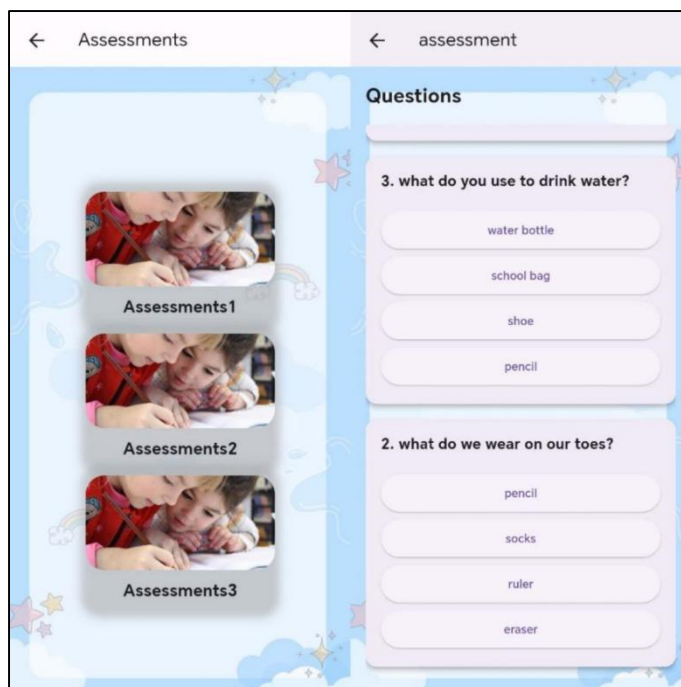 Assessments
Assessments1
Assessments2
Assessments3
assessment
Questions
3. what do you use to drink water?
water bottle
school bag
shoe
pencil
2. what do we wear on our toes?
pencil
socks
ruler
eraser